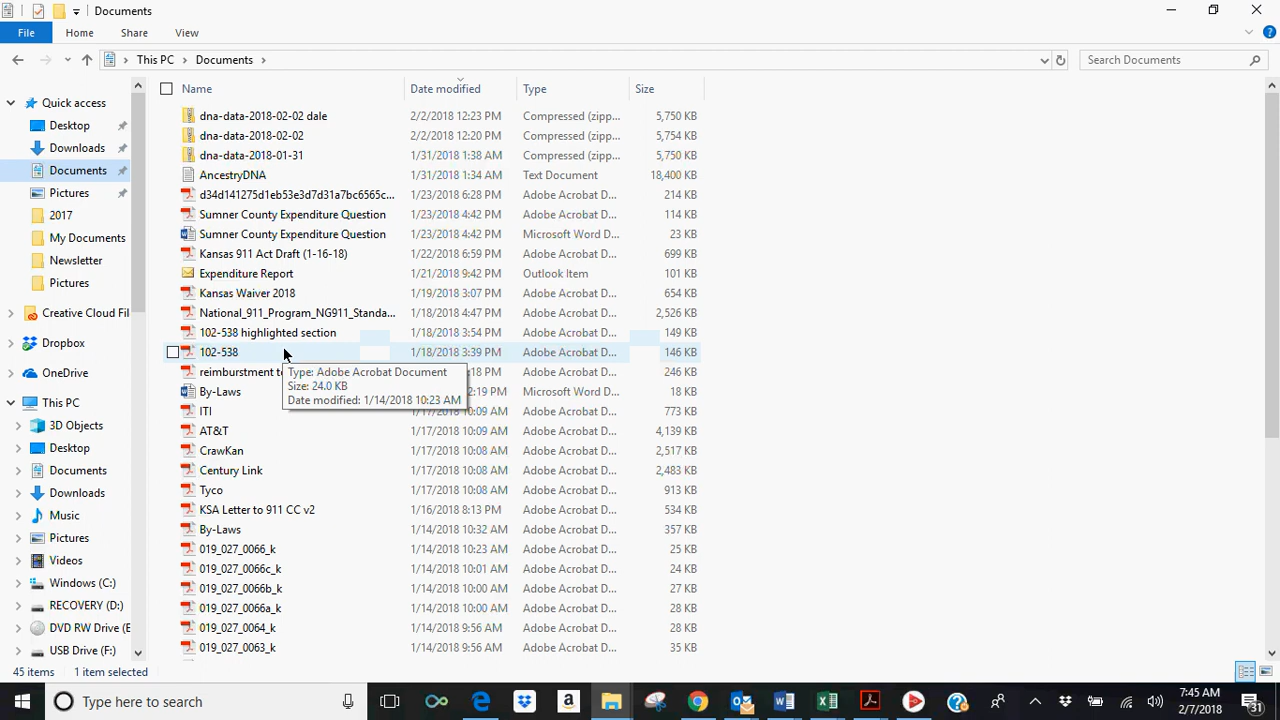 Documents
File Home Share View
This PC Documents
Search Documents
Name Date modified Type Size
Quick access
Desktop
Downloads
Documents
Pictures
2017
My Documents
Newsletter
Pictures
Creative Cloud Fil
Dropbox
OneDrive
This PC
3D Objects
Desktop
Documents
Downloads
Music
Pictures
Videos
Windows (C:)
RECOVERY (D:)
DVD RW Drive (E
USB Drive (F:)
dna-data-2018-02-02 dale 2/2/2018 12:23 PM Compressed (zipp... 5,750 KB
dna-data-2018-02-02 2/2/2018 12:20 PM Compressed (zipp... 5,754 KB
dna-data-2018-01-31 1/31/2018 1:38 AM Compressed (zipp... 5,750 KB
AncestryDNA 1/31/2018 1:34 AM Text Document 18,400 KB
d34d141275d1eb53e3d7d31a7bc6565c... 1/23/2018 6:28 PM Adobe Acrobat D... 214 KB
Sumner County Expenditure Question 1/23/2018 4:42 PM Adobe Acrobat D... 114 KB
Sumner County Expenditure Question 1/23/2018 4:42 PM Microsoft Word D... 23 KB
Kansas 911 Act Draft (1-16-18) 1/22/2018 6:59 PM Adobe Acrobat D... 699 KB
Expenditure Report 1/21/2018 9:42 PM Outlook Item 101 KB
Kansas Waiver 2018 1/19/2018 3:07 PM Adobe Acrobat D... 654 KB
National_911_Program_NG911_Standa... 1/18/2018 4:47 PM Adobe Acrobat D... 2,526 KB
102-538 highlighted section 1/18/2018 3:54 PM Adobe Acrobat D... 149 KB
102-538 1/18/2018 3:39 PM Adobe Acrobat D... 146 KB
reimburstment t :18 PM Adobe Acrobat D... 246 KB
By-Laws 2:19 PM Microsoft Word D... 18 KB
ITI 1/17/2018 10:09 AM Adobe Acrobat D... 773 KB
AT&T 1/17/2018 10:09 AM Adobe Acrobat D... 4,139 KB
CrawKan 1/17/2018 10:08 AM Adobe Acrobat D... 2,517 KB
Century Link 1/17/2018 10:08 AM Adobe Acrobat D... 2,483 KB
Tyco 1/17/2018 10:08 AM Adobe Acrobat D... 913 KB
KSA Letter to 911 CC v2 1/16/2018 8:13 PM Adobe Acrobat D... 534 KB
By-Laws 1/14/2018 10:32 AM Adobe Acrobat D... 357 KB
019_027_0066_k 1/14/2018 10:23 AM Adobe Acrobat D... 25 KB
019_027_0066c_k 1/14/2018 10:01 AM Adobe Acrobat D... 24 KB
019_027_0066b_k 1/14/2018 10:00 AM Adobe Acrobat D... 27 KB
019_027_0066a_k 1/14/2018 10:00 AM Adobe Acrobat D... 28 KB
019_027_0064_k 1/14/2018 9:56 AM Adobe Acrobat D... 28 KB
019_027_0063_k 1/14/2018 9:56 AM Adobe Acrobat D... 35 KB
Type: Adobe Acrobat Document
Size: 24.0 KB
Date modified: 1/14/2018 10:23 AM
45 items 1 item selected
Type here to search
7:45 AM
2/7/2018
31